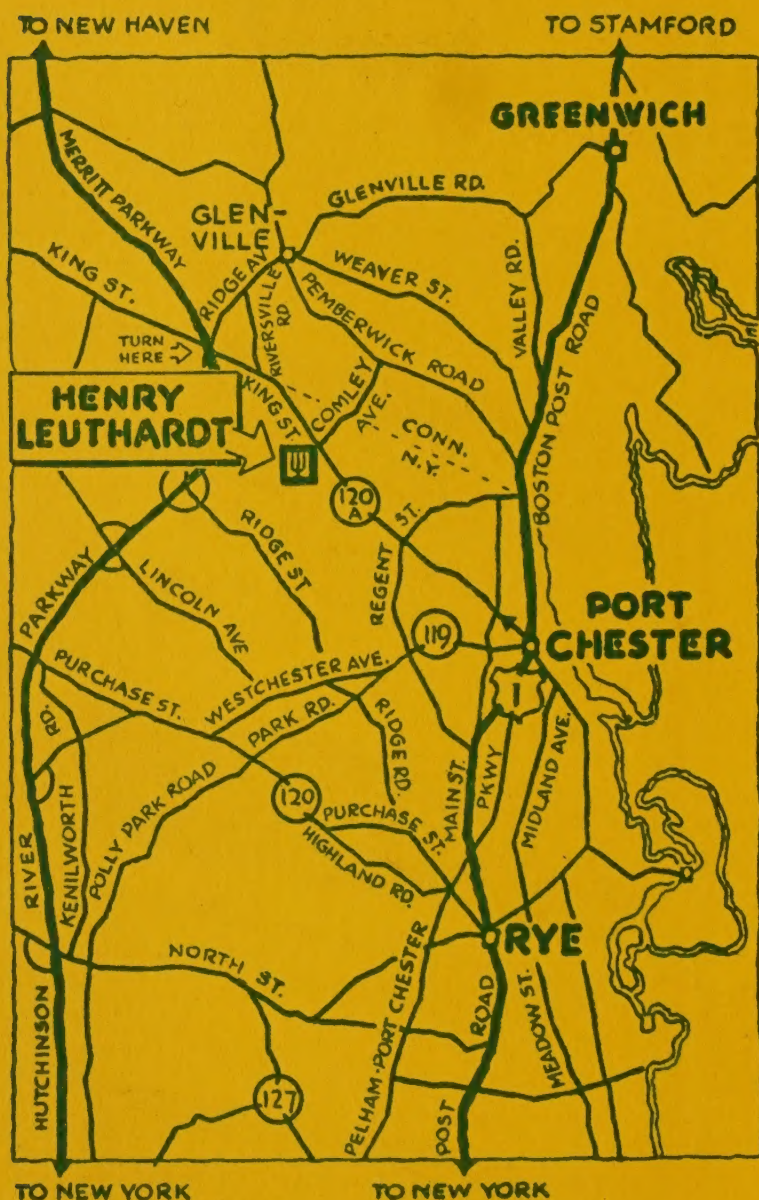 TO NEW HAVEN
TO STAMFORD
GREENWICH
MERRITT PARKWAY
GLENVILLE RD.
GLEN-
VILLE
KING ST.
RIDGE AV
RIVERSVILLE
RD
WEAVER ST.
PEMBERWICK ROAD
VALLEY RD.
BOSTON POST ROAD
TURN
HERE
HENRY
LEUTHARDT
KING ST.
COMLEY
AVE.
CONN.
N.Y.
120
A
RIDGE ST
REGENT
ST.
LINCOLN AVE
PARKWAY
PORT
CHESTER
119
1
PURCHASE ST.
WESTCHESTER AVE.
PARK RD.
RIDGE RD.
MAIN ST.
PKWY
MIDLAND AVE.
RD.
KENILWORTH
POLLY PARK ROAD
120
PURCHASE ST.
HIGHLAND RD.
RIVER
RYE
NORTH ST.
HUTCHINSON
PELHAM-PORT CHESTER
ROAD
MEADOW ST.
127
POST
TO NEW YORK
TO NEW YORK